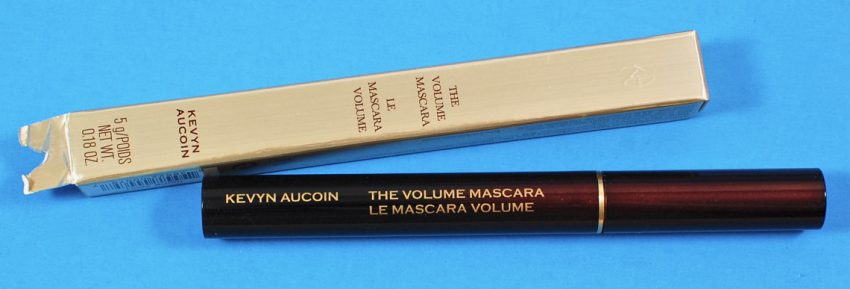 THE
VOLUME
MASCARA
LE
MASCARA
VOLUME
KEVYN
AUCOIN
5 g/POIDS
NET WT.
0.18 OZ.
KEVYN AUCOIN
THE VOLUME MASCARA
LE MASCARA VOLUME